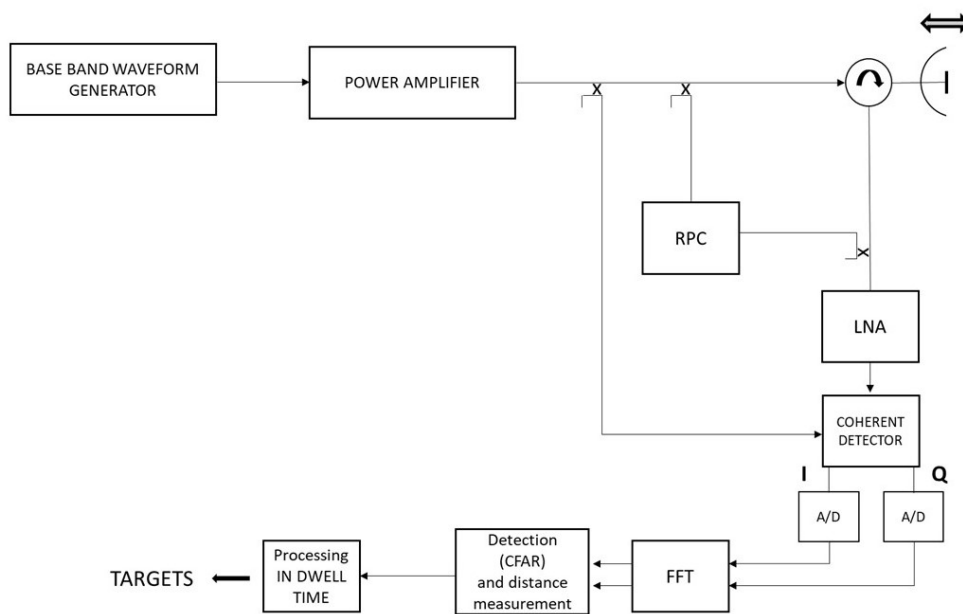 BASE BAND WAVEFORM
GENERATOR
POWER AMPLIFIER
X
X
RPC
X
LNA
COHERENT
DETECTOR
I
Q
A/D
A/D
FFT
Detection
(CFAR)
and distance
measurement
Processing
IN DWELL
TIME
TARGETS